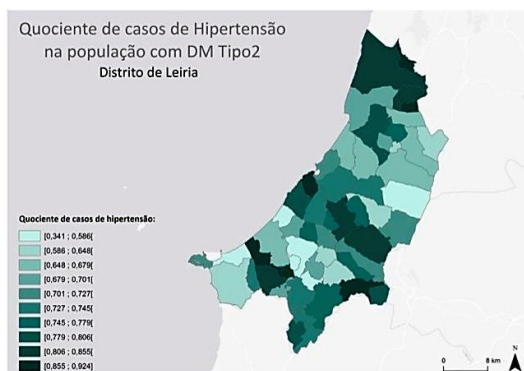 Quociente de casos de Hipertensão
na população com DM Tipo2
Distrito de Leiria
Quociente de casos de hipertensão:
[0,341 ; 0,586[
[0,586 ; 0,648[
[0,648 ; 0,679[
[0,679 ; 0,701[
[0,701 ; 0,727[
[0,727 ; 0,745[
[0,745 ; 0,779[
[0,779 ; 0,806[
[0,806 ; 0,855[
[0,855 ; 0,924]
0 8 km
N